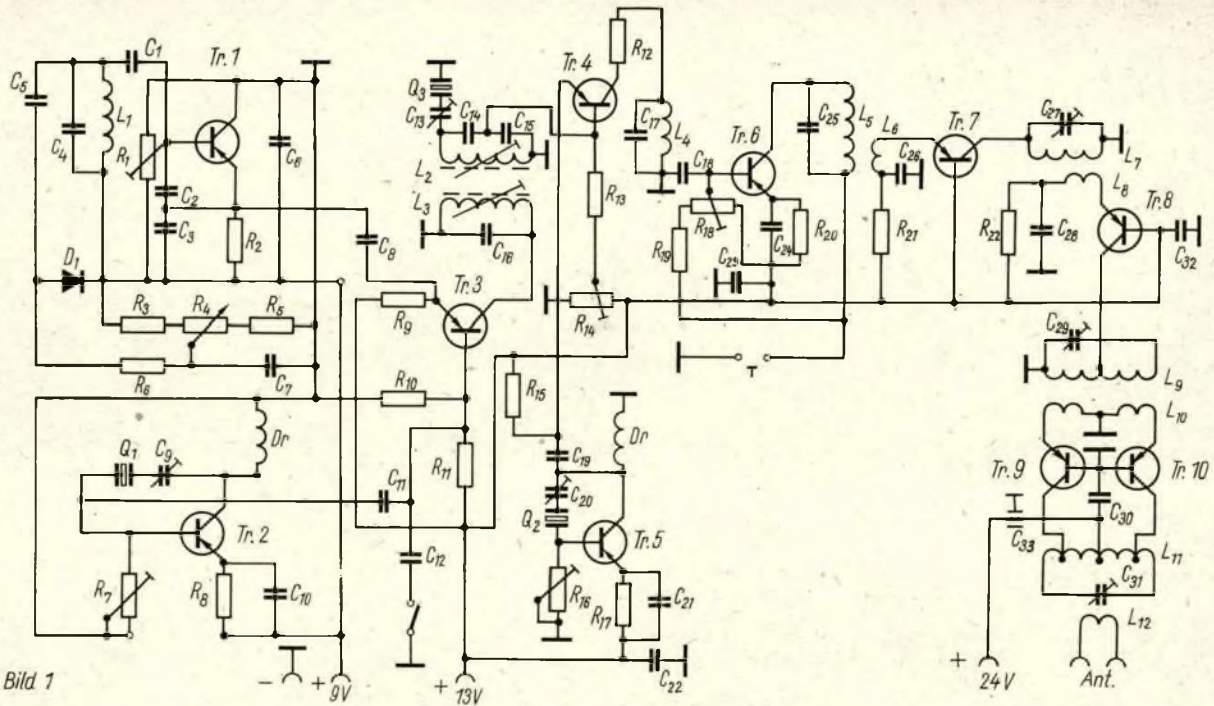 C5
C4
L1
C1
Tr. 1
R1
C2
C3
R2
C6
D1
R3
R4
R5
R6
C7
Q1
C9
Dr
Tr. 2
R7
R8
C10
Q3
C13
C14
C15
L2
L3
C16
C8
R9
Tr. 3
R10
R11
C11
C12
Tr. 4
R12
R13
R14
R15
C17
L4
C18
R18
R19
Tr. 6
C23
C24
R20
C25
L5
T
C19
C20
Q2
Dr
Tr. 5
R16
R17
C21
C22
L6
C26
R21
Tr. 7
C27
L7
L8
R22
C28
Tr. 8
C32
C29
L9
L10
Tr. 9
Tr. 10
C30
C33
L11
C31
L12
Bild 1
- + 9V
+ 13V
+ 24V
Ant.